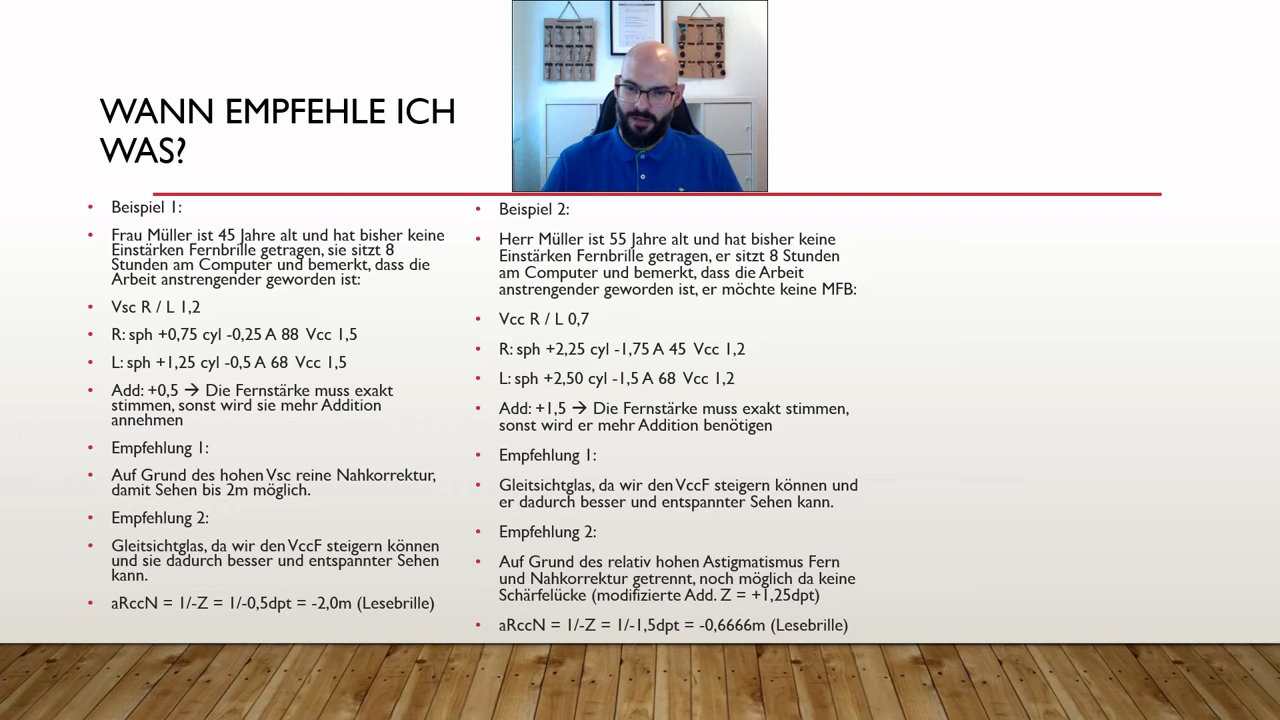 WANN EMPFEHLE ICH
WAS?
Beispiel 1:
Frau Müller ist 45 Jahre alt und hat bisher keine
Einstärken Fernbrille getragen, sie sitzt 8
Stunden am Computer und bemerkt, dass die
Arbeit anstrengender geworden ist:
Vsc R / L 1,2
R: sph +0,75 cyl -0,25 A 88 Vcc 1,5
L: sph +1,25 cyl -0,5 A 68 Vcc 1,5
Add: +0,5 → Die Fernstärke muss exakt
stimmen, sonst wird sie mehr Addition
annehmen
Empfehlung 1:
Auf Grund des hohen Vsc reine Nahkorrektur,
damit Sehen bis 2m möglich.
Empfehlung 2:
Gleitsichtglas, da wir den VccF steigern können
und sie dadurch besser und entspannter Sehen
kann.
aRccN = 1/-Z = 1/-0,5dpt = -2,0m (Lesebrille)
Beispiel 2:
Herr Müller ist 55 Jahre alt und hat bisher keine
Einstärken Fernbrille getragen, er sitzt 8 Stunden
am Computer und bemerkt, dass die Arbeit
anstrengender geworden ist, er möchte keine MFB:
Vcc R / L 0,7
R: sph +2,25 cyl -1,75 A 45 Vcc 1,2
L: sph +2,50 cyl -1,5 A 68 Vcc 1,2
Add: +1,5 → Die Fernstärke muss exakt stimmen,
sonst wird er mehr Addition benötigen
Empfehlung 1:
Gleitsichtglas, da wir den VccF steigern können und
er dadurch besser und entspannter Sehen kann.
Empfehlung 2:
Auf Grund des relativ hohen Astigmatismus Fern
und Nahkorrektur getrennt, noch möglich da keine
Schärfelücke (modifizierte Add. Z = +1,25dpt)
aRccN = 1/-Z = 1/-1,5dpt = -0,6666m (Lesebrille)